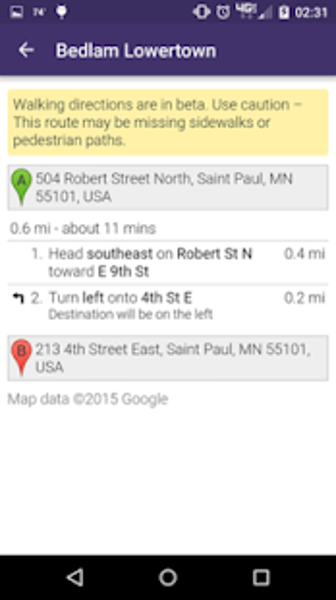 74° 4G 02:31
Bedlam Lowertown
Walking directions are in beta. Use caution –
This route may be missing sidewalks or
pedestrian paths.
A 504 Robert Street North, Saint Paul, MN
55101, USA
0.6 mi - about 11 mins
1. Head southeast on Robert St N 0.4 mi
toward E 9th St
2. Turn left onto 4th St E 0.2 mi
Destination will be on the left
B 213 4th Street East, Saint Paul, MN 55101,
USA
Map data ©2015 Google